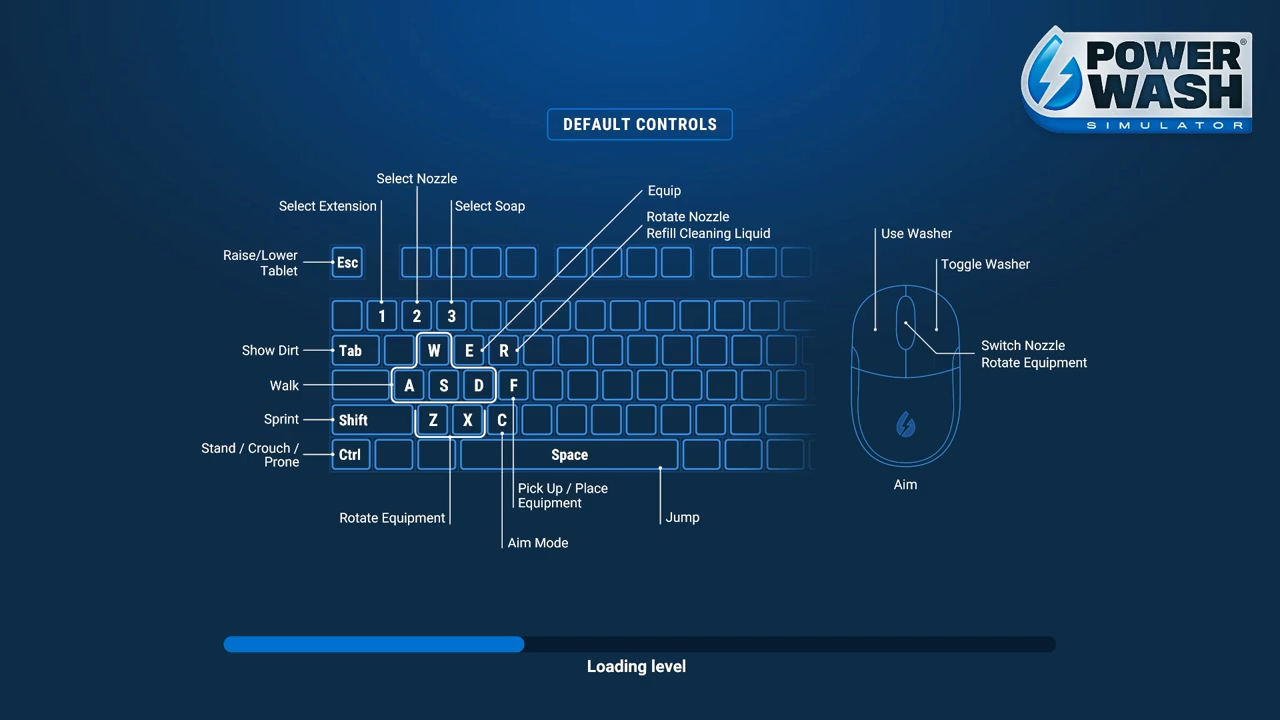 POWER
WASH
SIMULATOR
®
DEFAULT CONTROLS
Select Nozzle
Select Extension
Select Soap
Equip
Rotate Nozzle
Refill Cleaning Liquid
Raise/Lower
Tablet
Esc
1 2 3
Show Dirt
Tab W E R
Walk
A S D F
Sprint
Shift Z X C
Stand / Crouch /
Prone
Ctrl Space
Pick Up / Place
Equipment
Rotate Equipment
Jump
Aim Mode
Use Washer
Toggle Washer
Switch Nozzle
Rotate Equipment
Aim
Loading level